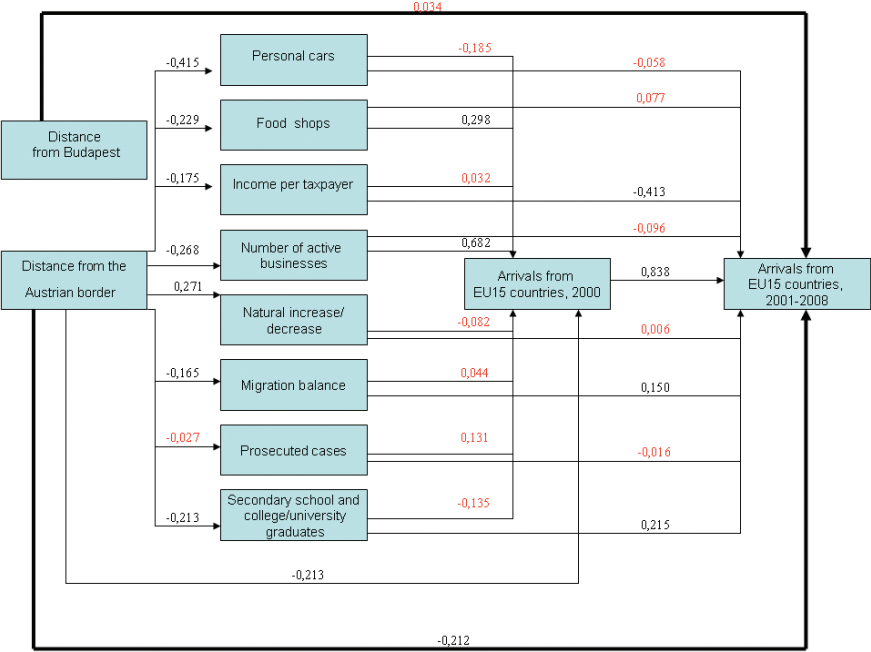 0,034
Personal cars
-0,185
-0,415
-0,058
0,077
Food  shops
-0,229
0,298
Distance
from Budapest
-0,175
Income per taxpayer
0,032
-0,413
-0,096
-0,268
Number of active
businesses
0,682
Distance from the
Austrian border
0,271
Arrivals from
EU15 countries, 2000
0,838
Arrivals from
EU15 countries,
2001-2008
Natural increase/
decrease
-0,082
0,006
-0,165
Migration balance
0,044
0,150
-0,027
Prosecuted cases
0,131
-0,016
Secondary school and
college/university
graduates
-0,135
-0,213
0,215
-0,213
-0,212